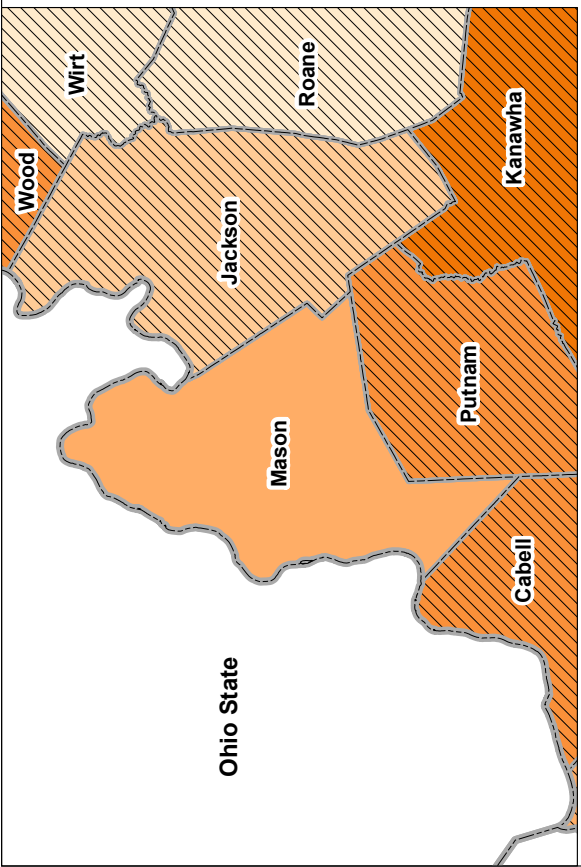 Wirt
Roane
Wood
Kanawha
Jackson
Putnam
Mason
Cabell
Ohio State